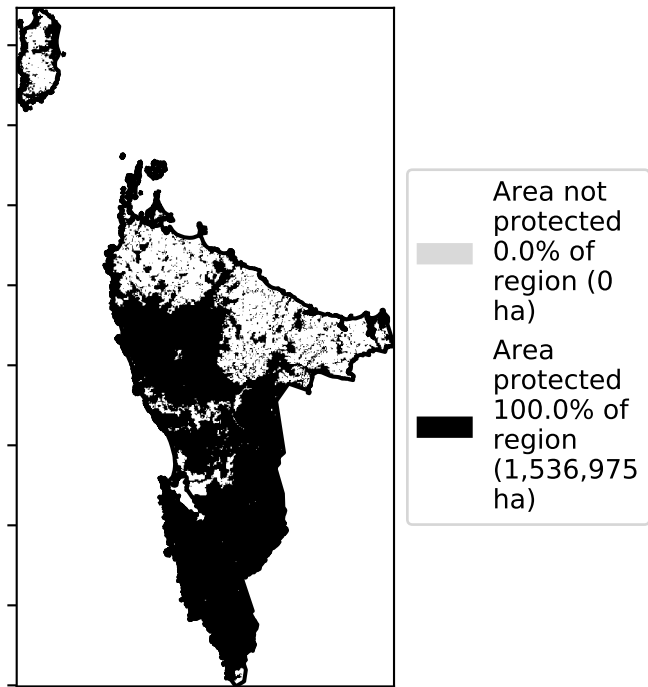 Area not
protected
0.0% of
region (0
ha)
Area
protected
100.0% of
region
(1,536,975
ha)